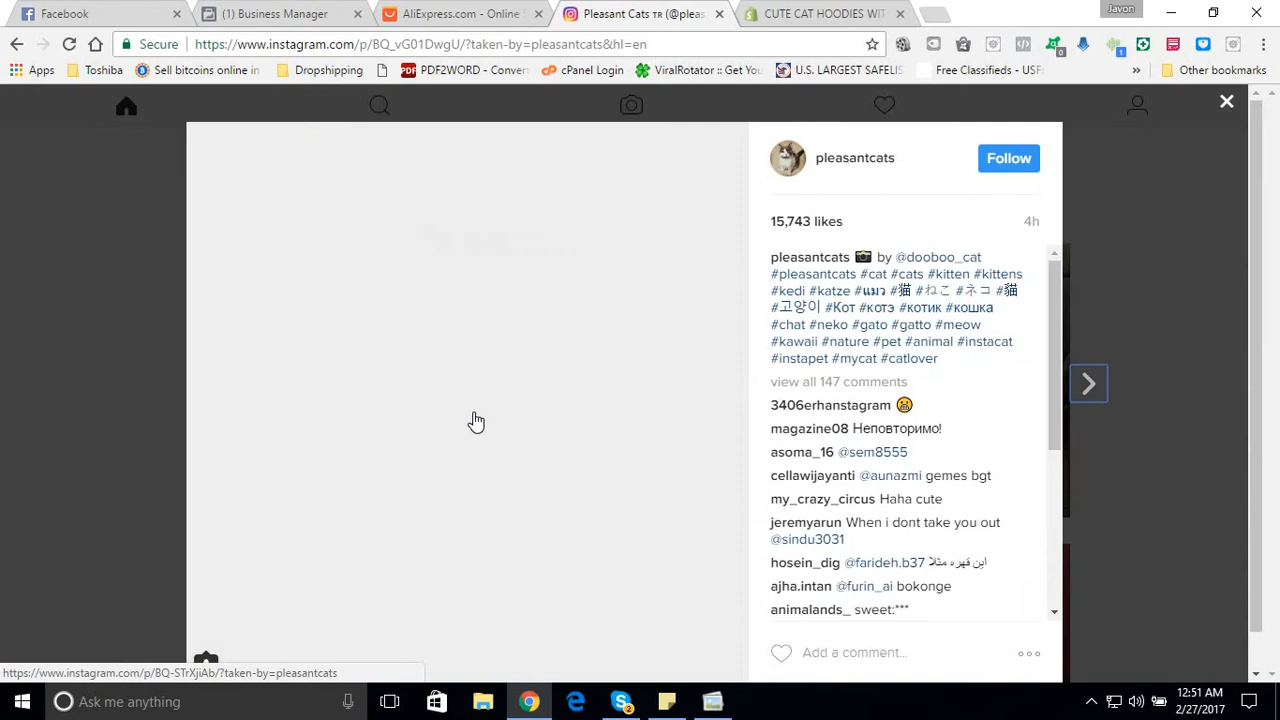 Facebook
(1) Business Manager
AliExpress.com - Online S
Pleasant Cats TR (@pleas
CUTE CAT HOODIES WIT
Javon
Secure
https://www.instagram.com/p/BQ_vG01DwgU/?taken-by=pleasantcats&hl=en
Apps
Toshiba
Sell bitcoins online in
Dropshipping
PDF2WORD - Convert
cPanel Login
ViralRotator :: Get You
U.S. LARGEST SAFELIS
Free Classifieds - USF
»
Other bookmarks
pleasantcats
Follow
15,743 likes
4h
pleasantcats 📷 by @dooboo_cat
#pleasantcats #cat #cats #kitten #kittens
#kedi #katze #แมว #猫 #ねこ #ネコ #貓
#고양이 #Кот #котэ #котик #кошка
#chat #neko #gato #gatto #meow
#kawaii #nature #pet #animal #instacat
#instapet #mycat #catlover
view all 147 comments
3406erhanstagram 😭
magazine08 Неповторимо!
asoma_16 @sem8555
cellawijayanti @aunazmi gemes bgt
my_crazy_circus Haha cute
jeremyarun When i dont take you out
@sindu3031
hosein_dig @farideh.b37 این قهره مثلا
ajha.intan @furin_ai bokonge
animalands_ sweet:***
Add a comment...
https://www.instagram.com/p/BQ-STrXjiAb/?taken-by=pleasantcats
Ask me anything
2
12:51 AM
2/27/2017